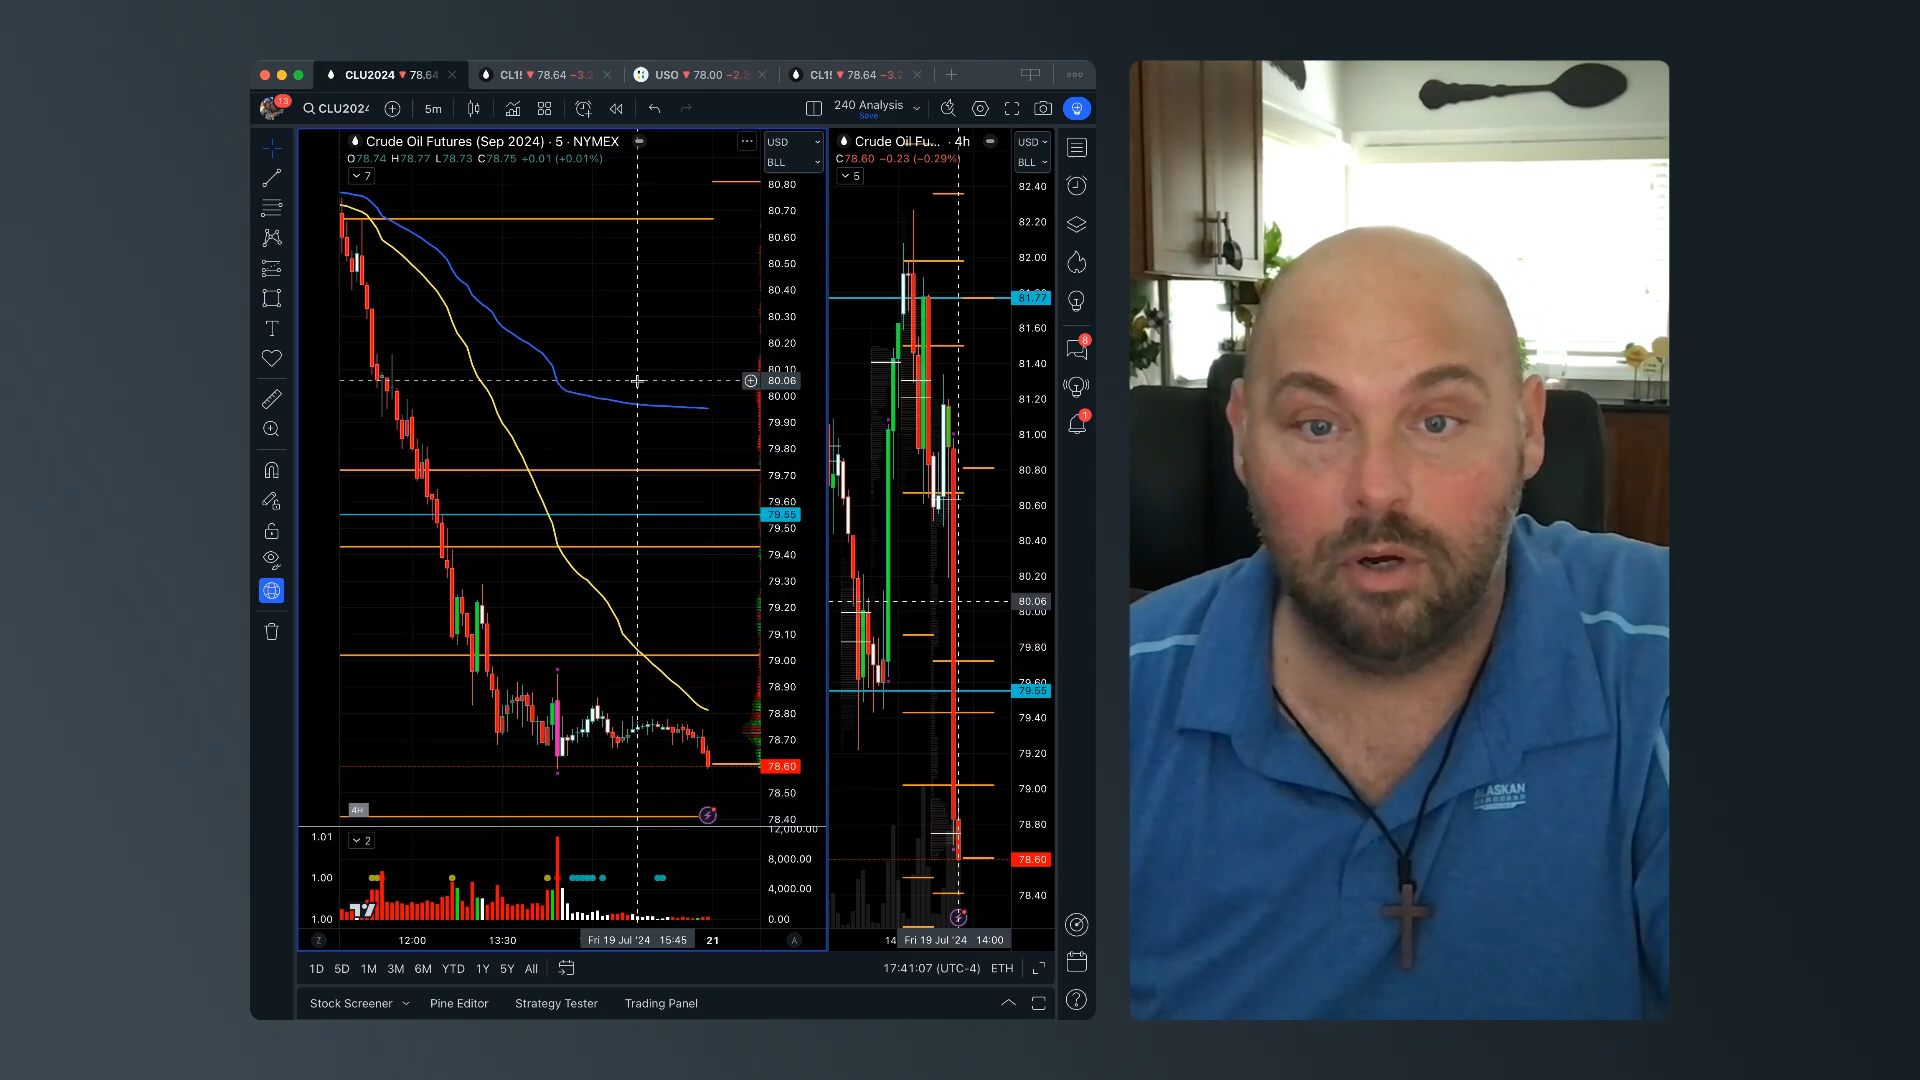 CLU2024 ▼ 78.64
CL1! ▼ 78.64 −3.2
USO ▼ 78.00 −2.3
CL1! ▼ 78.64 −3.2
13
CLU2024
5m
240 Analysis
Save
Crude Oil Futures (Sep 2024) · 5 · NYMEX
O78.74 H78.77 L78.73 C78.75 +0.01 (+0.01%)
7
USD
BLL
80.80
80.70
80.60
80.50
80.40
80.30
80.20
80.10
80.06
80.00
79.90
79.80
79.70
79.60
79.55
79.50
79.40
79.30
79.20
79.10
79.00
78.90
78.80
78.70
78.60
78.50
78.40
4H
2
1.01
1.00
1.00
12,000.00
8,000.00
4,000.00
0.00
Z
12:00
13:30
Fri 19 Jul '24 15:45
21
A
Crude Oil Fu... · 4h
C78.60 −0.23 (−0.29%)
5
USD
BLL
82.40
82.20
82.00
81.77
81.60
81.40
81.20
81.00
80.80
80.60
80.40
80.20
80.06
80.00
79.80
79.60
79.55
79.40
79.20
79.00
78.80
78.60
78.40
14
Fri 19 Jul '24 14:00
8
1
1D 5D 1M 3M 6M YTD 1Y 5Y All
17:41:07 (UTC-4) ETH
Stock Screener
Pine Editor
Strategy Tester
Trading Panel
ALASKAN